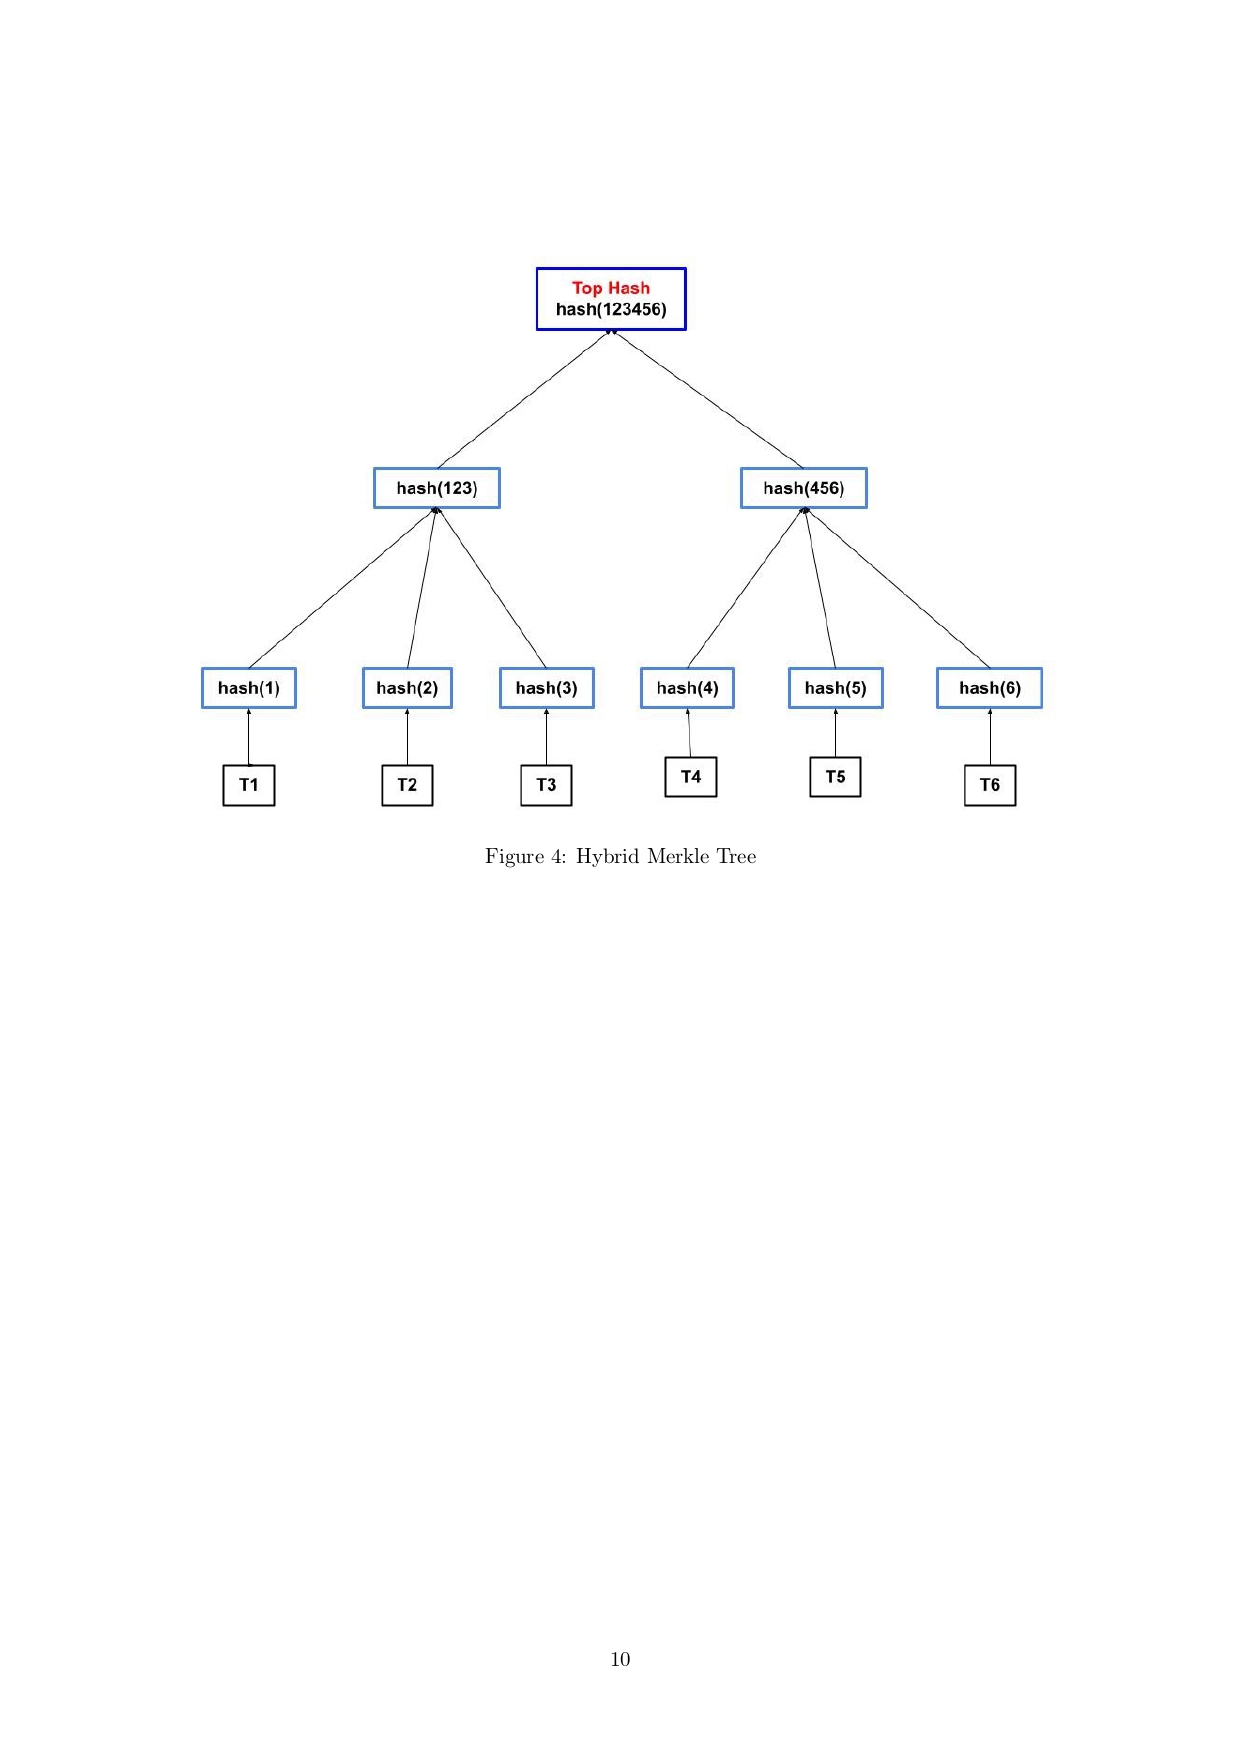 Top Hash
hash(123456)
hash(123)
hash(456)
hash(1)
hash(2)
hash(3)
hash(4)
hash(5)
hash(6)
T1
T2
T3
T4
T5
T6
Figure 4: Hybrid Merkle Tree
10